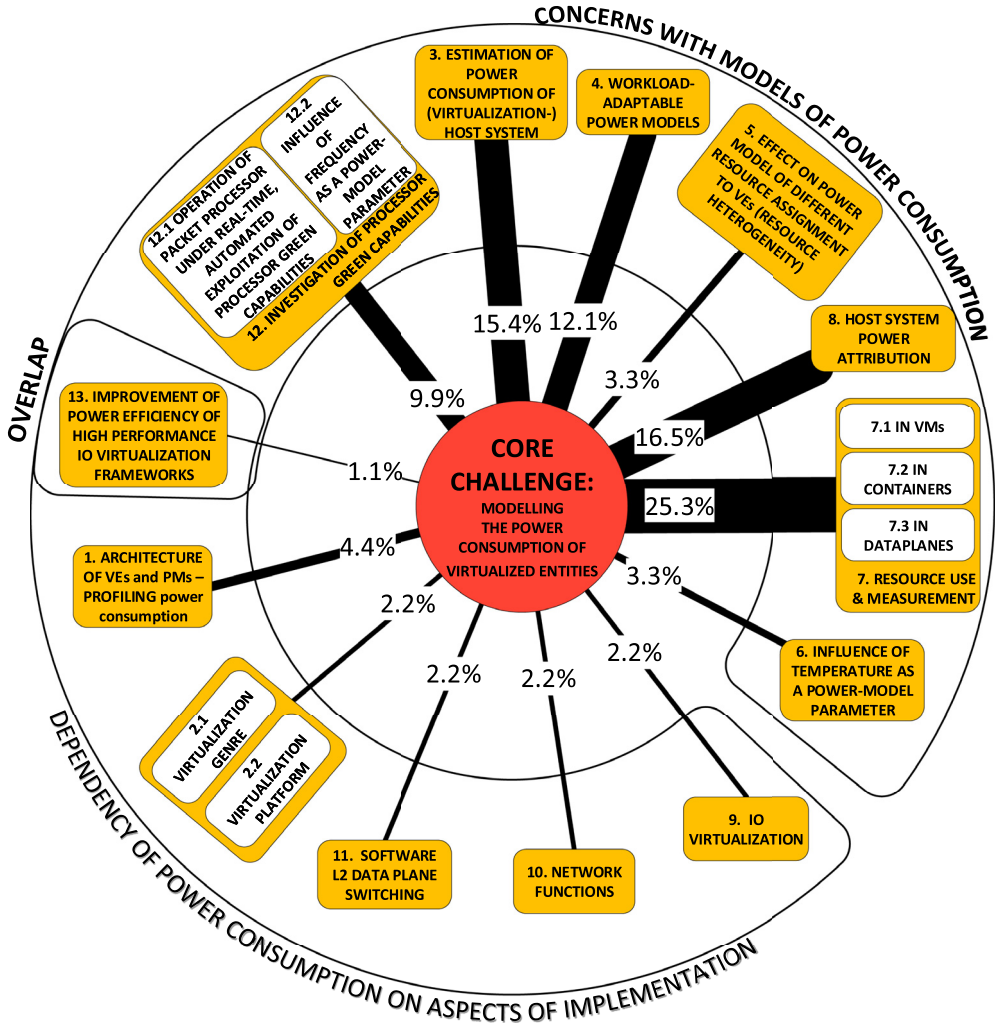 CONCERNS WITH MODELS OF POWER CONSUMPTION
3. ESTIMATION OF
POWER
CONSUMPTION OF
(VIRTUALIZATION-)
HOST SYSTEM
4. WORKLOAD-
ADAPTABLE
POWER MODELS
5. EFFECT ON POWER
MODEL OF DIFFERENT
RESOURCE ASSIGNMENT
TO VEs (RESOURCE
HETEROGENEITY)
8. HOST SYSTEM
POWER
ATTRIBUTION
7.1 IN VMs
7.2 IN
CONTAINERS
7.3 IN
DATAPLANES
7. RESOURCE USE
& MEASUREMENT
6. INFLUENCE OF
TEMPERATURE AS
A POWER-MODEL
PARAMETER
12.1 OPERATION OF
PACKET PROCESSOR
UNDER REAL-TIME,
AUTOMATED
EXPLOITATION OF
PROCESSOR GREEN
CAPABILITIES
12.2
INFLUENCE
OF
FREQUENCY
AS A POWER-
MODEL
PARAMETER
12. INVESTIGATION OF PROCESSOR
GREEN CAPABILITIES
OVERLAP
13. IMPROVEMENT OF
POWER EFFICIENCY OF
HIGH PERFORMANCE
IO VIRTUALIZATION
FRAMEWORKS
15.4%
12.1%
3.3%
16.5%
25.3%
3.3%
2.2%
2.2%
2.2%
2.2%
4.4%
1.1%
9.9%
CORE
CHALLENGE:
MODELLING
THE POWER
CONSUMPTION OF
VIRTUALIZED ENTITIES
1. ARCHITECTURE
OF VEs and PMs –
PROFILING power
consumption
2.1
VIRTUALIZATION
GENRE
2.2
VIRTUALIZATION
PLATFORM
11. SOFTWARE
L2 DATA PLANE
SWITCHING
10. NETWORK
FUNCTIONS
9. IO
VIRTUALIZATION
DEPENDENCY OF POWER CONSUMPTION ON ASPECTS OF IMPLEMENTATION